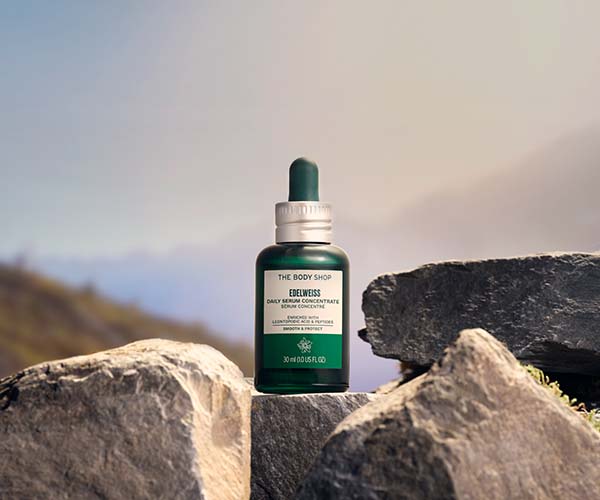 THE BODY SHOP
EDELWEISS
DAILY SERUM CONCENTRATE
SÉRUM CONCENTRÉ
ENRICHED WITH
LEONTOPODIC ACID & PEPTIDES
SMOOTH & PROTECT
30 ml (1.0 US FL OZ)